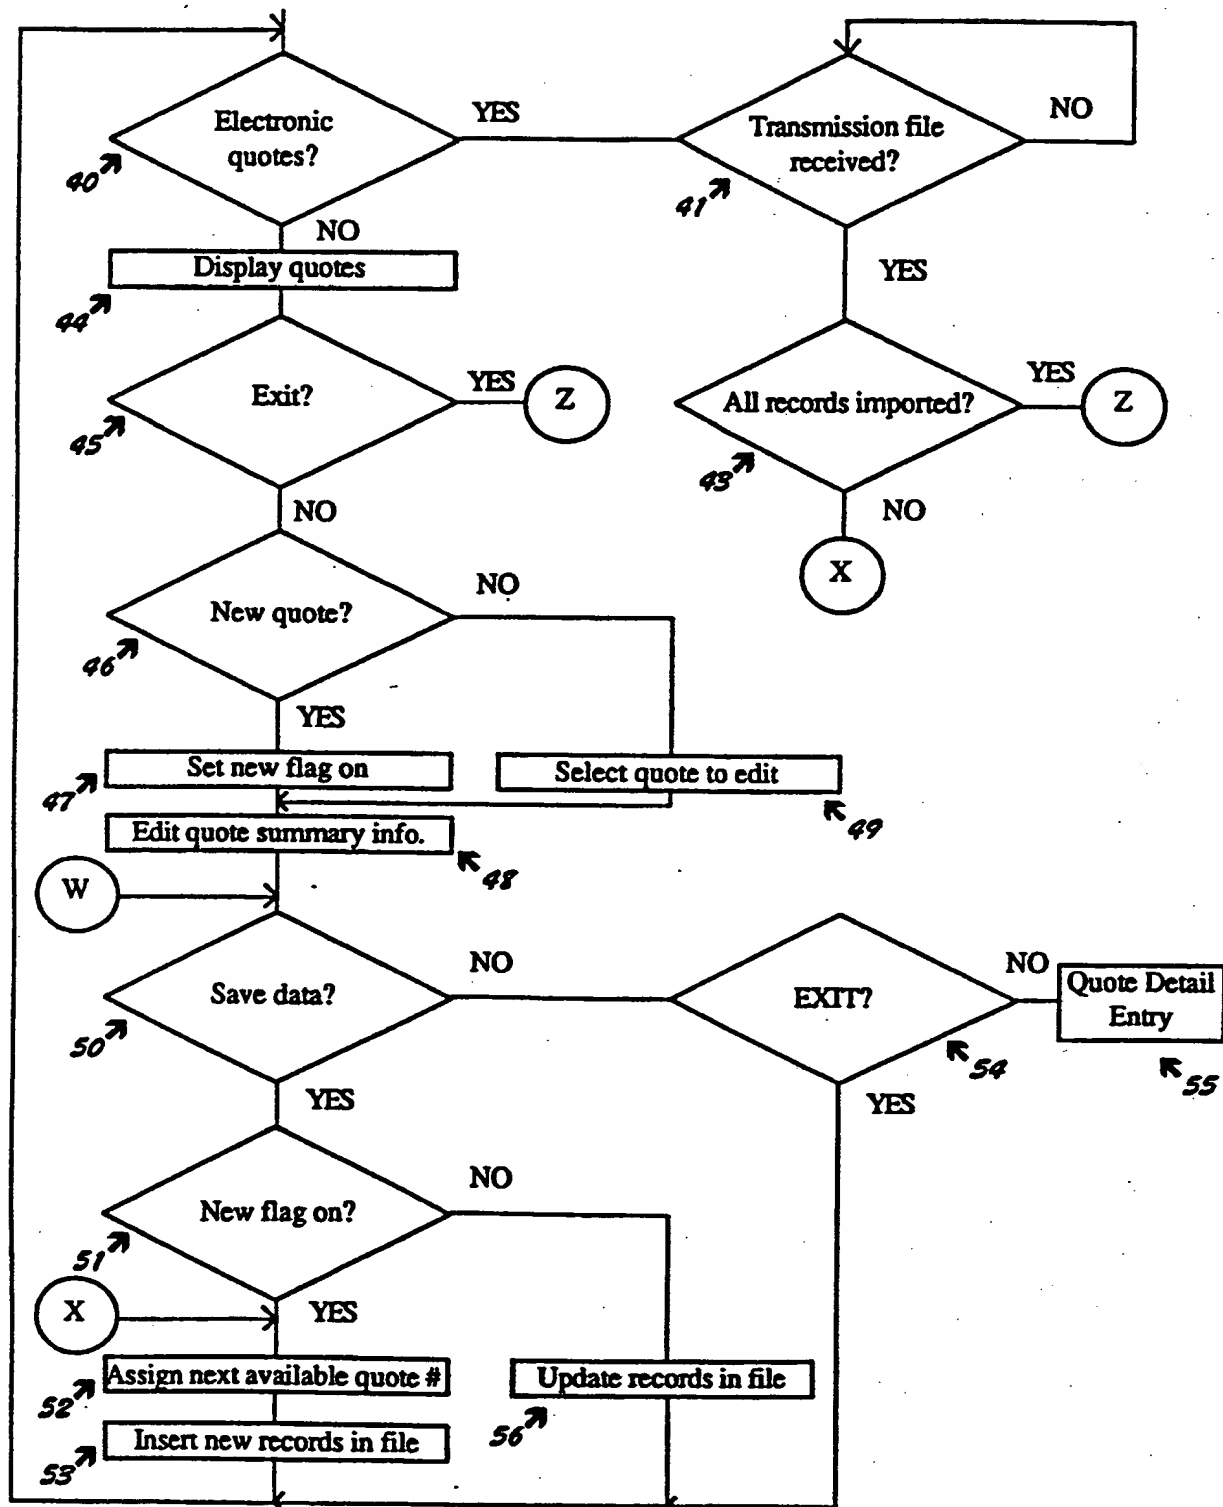 Electronic
quotes?
YES
40
NO
Transmission file
received?
NO
41
YES
Display quotes
44
Exit?
YES
Z
45
NO
All records imported?
YES
Z
43
NO
X
New quote?
NO
46
YES
Set new flag on
47
Select quote to edit
49
Edit quote summary info.
48
W
Save data?
NO
50
YES
EXIT?
NO
54
YES
Quote Detail
Entry
55
New flag on?
NO
51
YES
X
Assign next available quote #
52
Update records in file
56
Insert new records in file
53